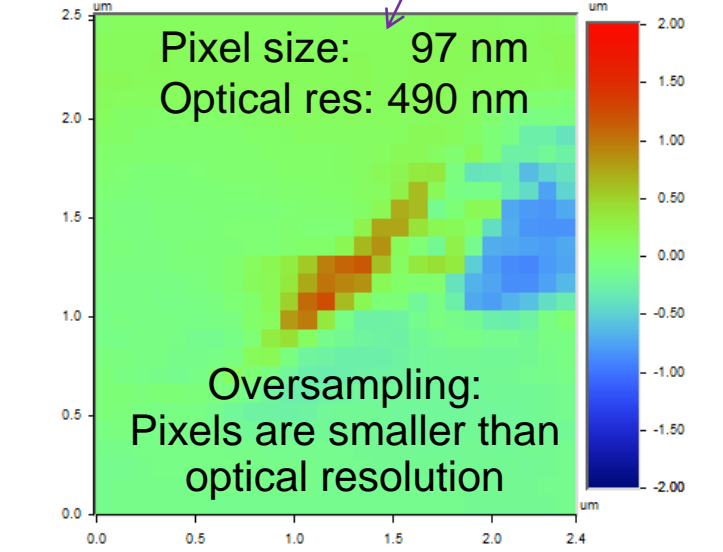 um
um
2.5
2.0
1.5
1.0
0.5
0.0
0.0 0.5 1.0 1.5 2.0 2.4
Pixel size: 97 nm
Optical res: 490 nm
Oversampling:
Pixels are smaller than
optical resolution
2.00
1.50
1.00
0.50
0.00
-0.50
-1.00
-1.50
-2.00
um